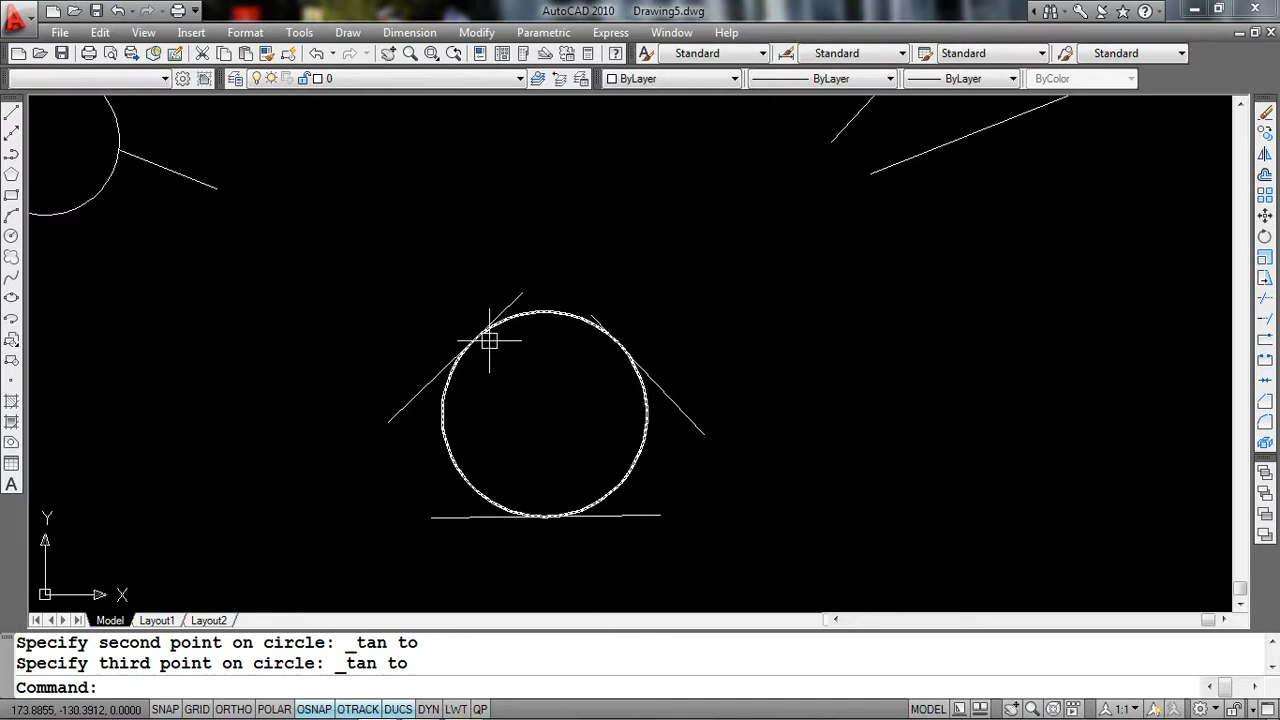 AutoCAD 2010 Drawing5.dwg
File Edit View Insert Format Tools Draw Dimension Modify Parametric Express Window Help
Standard Standard Standard Standard
0 ByLayer ByLayer ByLayer ByColor
Y
X
Model Layout1 Layout2
Specify second point on circle: _tan to
Specify third point on circle: _tan to
Command:
173.8855, -130.3912, 0.0000 SNAP GRID ORTHO POLAR OSNAP OTRACK DUCS DYN LWT QP MODEL 1:1